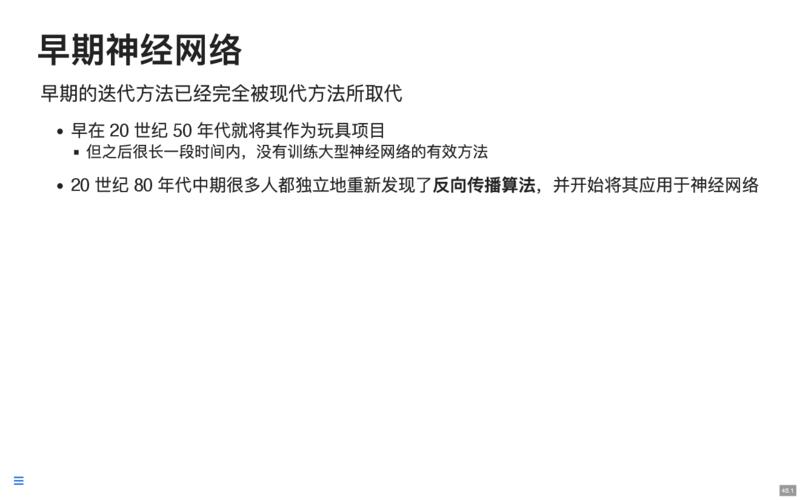 早期神经网络
早期的迭代方法已经完全被现代方法所取代
• 早在 20 世纪 50 年代就将其作为玩具项目
▪ 但之后很长一段时间内，没有训练大型神经网络的有效方法
• 20 世纪 80 年代中期很多人都独立地重新发现了反向传播算法，并开始将其应用于神经网络
45.1